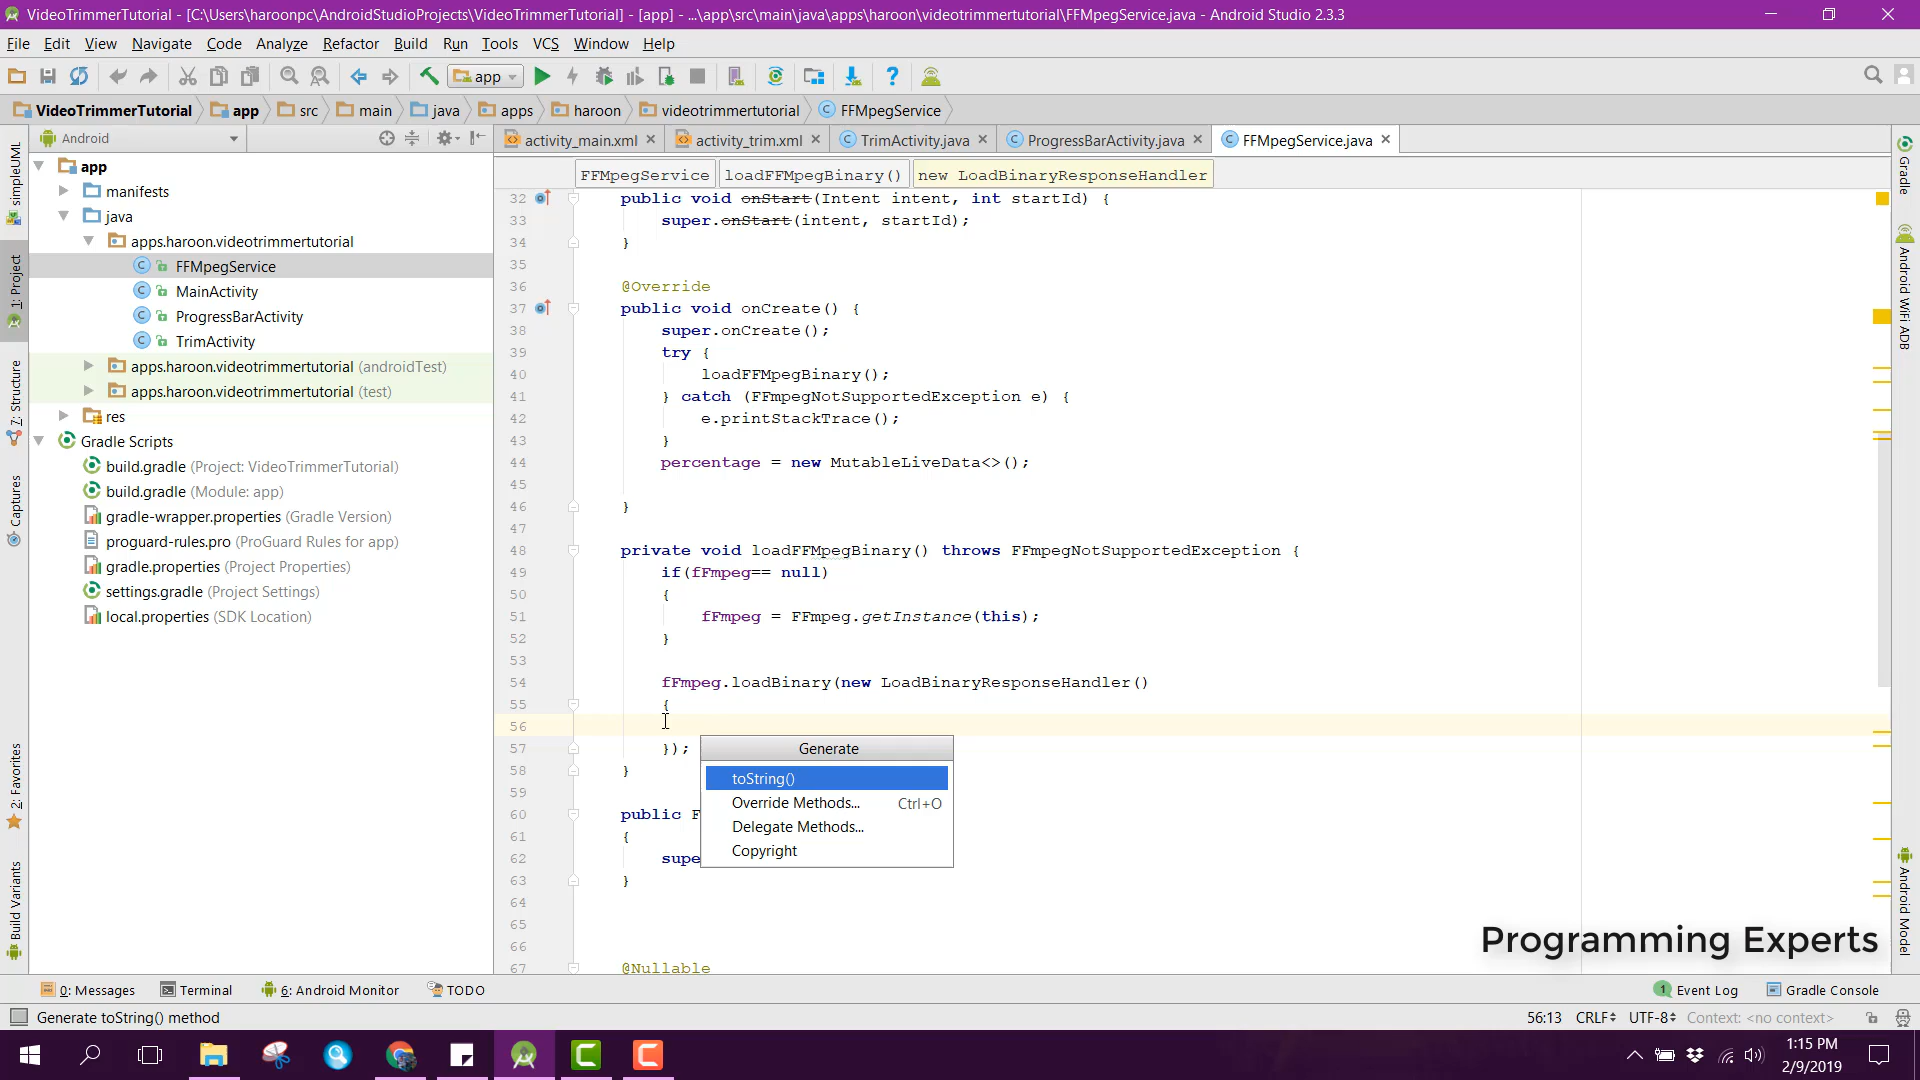 VideoTrimmerTutorial - [C:\Users\haroonpc\AndroidStudioProjects\VideoTrimmerTutorial] - [app] - ...\app\src\main\java\apps\haroon\videotrimmertutorial\FFMpegService.java - Android Studio 2.3.3
File Edit View Navigate Code Analyze Refactor Build Run Tools VCS Window Help
app
VideoTrimmerTutorial app src main java apps haroon videotrimmertutorial FFMpegService
Android
activity_main.xml activity_trim.xml TrimActivity.java ProgressBarActivity.java FFMpegService.java
FFMpegService loadFFMpegBinary() new LoadBinaryResponseHandler
simpleUML
1: Project
7: Structure
Captures
2: Favorites
Build Variants
app
manifests
java
apps.haroon.videotrimmertutorial
FFMpegService
MainActivity
ProgressBarActivity
TrimActivity
apps.haroon.videotrimmertutorial (androidTest)
apps.haroon.videotrimmertutorial (test)
res
Gradle Scripts
build.gradle (Project: VideoTrimmerTutorial)
build.gradle (Module: app)
gradle-wrapper.properties (Gradle Version)
proguard-rules.pro (ProGuard Rules for app)
gradle.properties (Project Properties)
settings.gradle (Project Settings)
local.properties (SDK Location)
32 public void onStart(Intent intent, int startId) {
33 super.onStart(intent, startId);
34 }
35
36 @Override
37 public void onCreate() {
38 super.onCreate();
39 try {
40 loadFFMpegBinary();
41 } catch (FFmpegNotSupportedException e) {
42 e.printStackTrace();
43 }
44 percentage = new MutableLiveData<>();
45
46 }
47
48 private void loadFFMpegBinary() throws FFmpegNotSupportedException {
49 if(fFmpeg== null)
50 {
51 fFmpeg = FFmpeg.getInstance(this);
52 }
53
54 fFmpeg.loadBinary(new LoadBinaryResponseHandler()
55 {
56
57 });
58 }
59
60 public F
61 {
62 supe
63 }
64
65
66
67 @Nullable
Generate
toString()
Override Methods... Ctrl+O
Delegate Methods...
Copyright
Gradle
Android WiFi ADB
Android Model
Programming Experts
0: Messages Terminal 6: Android Monitor TODO 1 Event Log Gradle Console
Generate toString() method 56:13 CRLF UTF-8 Context: <no context>
1:15 PM
2/9/2019